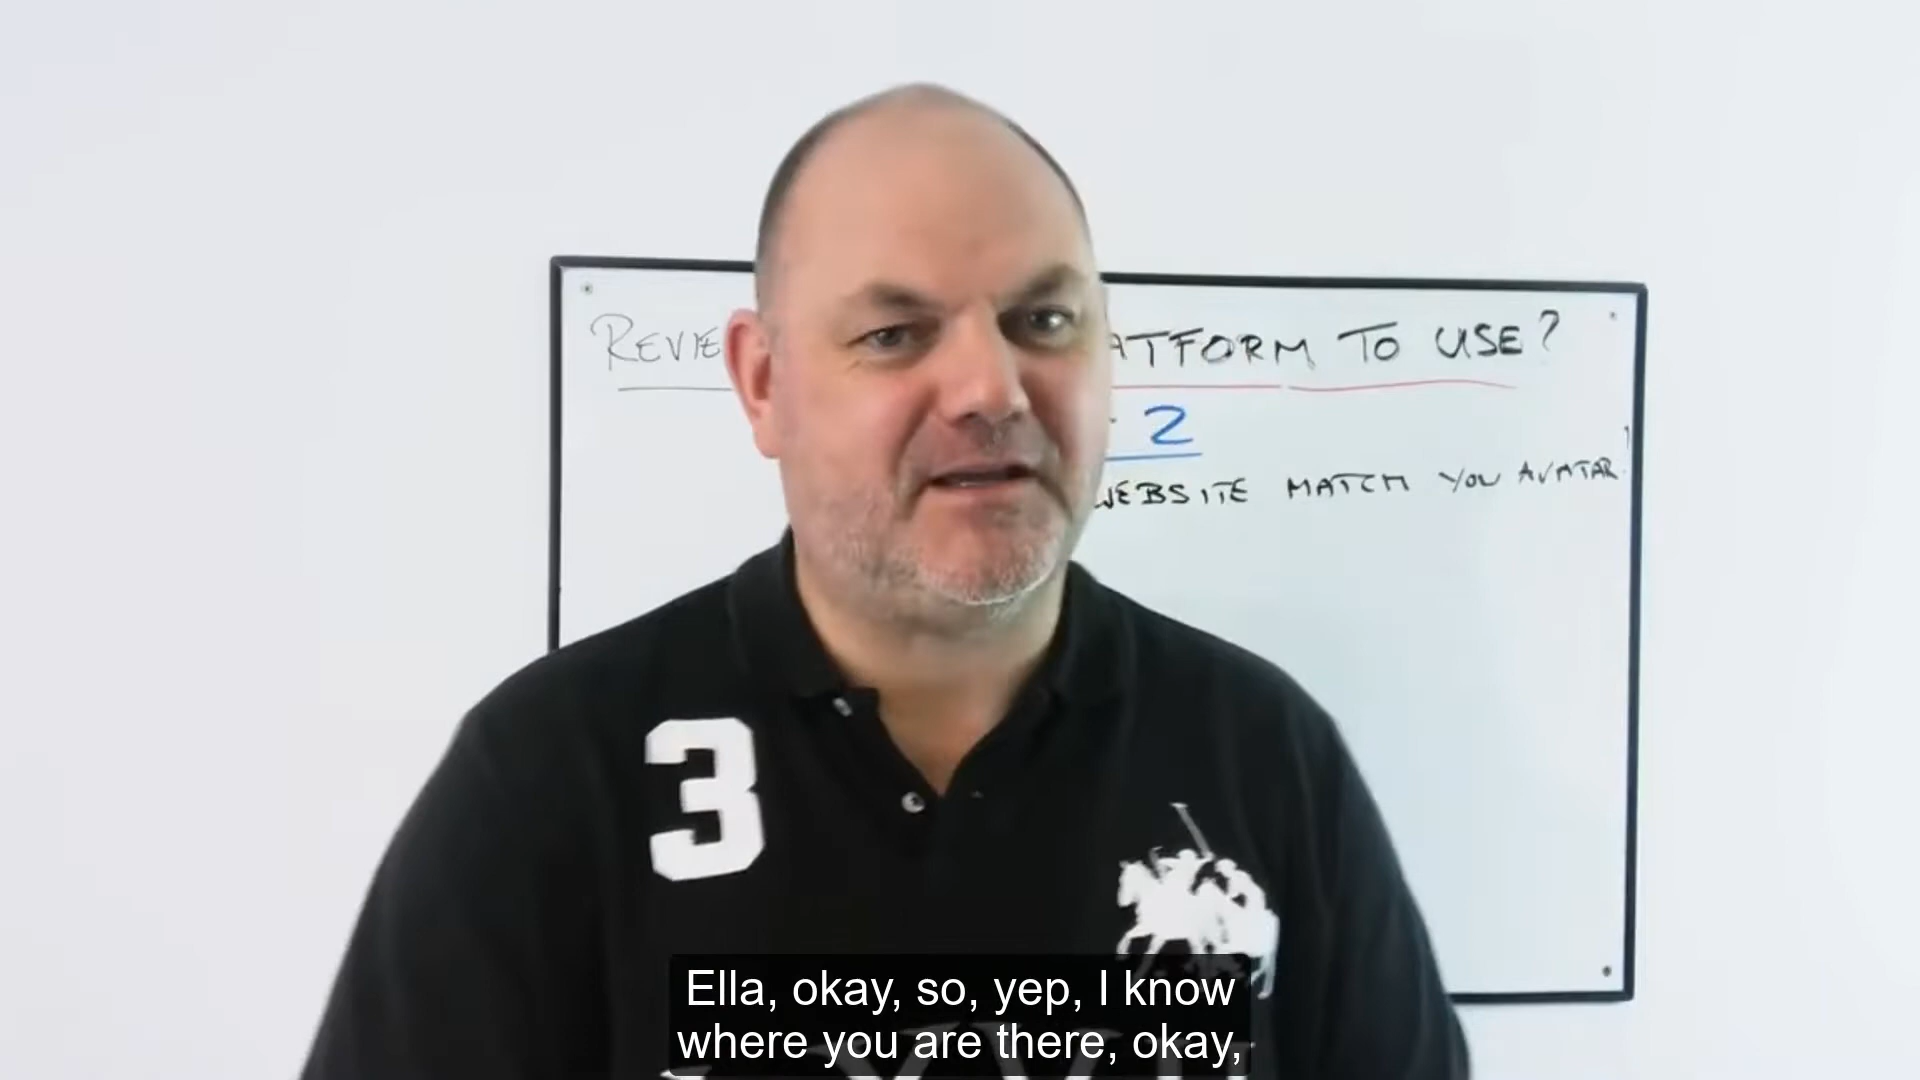 REVIE ATFORM TO USE?
2
WEBSITE MATCH YOU AVATAR
3
Ella, okay, so, yep, I know
where you are there, okay,